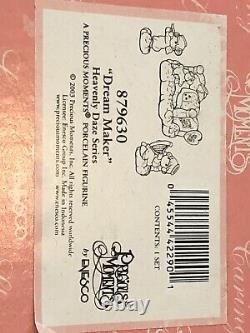 879630
"Dream Maker"
Heavenly Daze Series
A PRECIOUS MOMENTS® PORCELAIN FIGURINE
© 2003 Precious Moments, Inc.
Licensee Enesco Group Inc. All rights reserved worldwide
Made in Indonesia
www.preciousmoments.com
www.enesco.com
PRECIOUS
MOMENTS
by ENESCO
0 45544 42290 1
CONTENTS: 1 SET